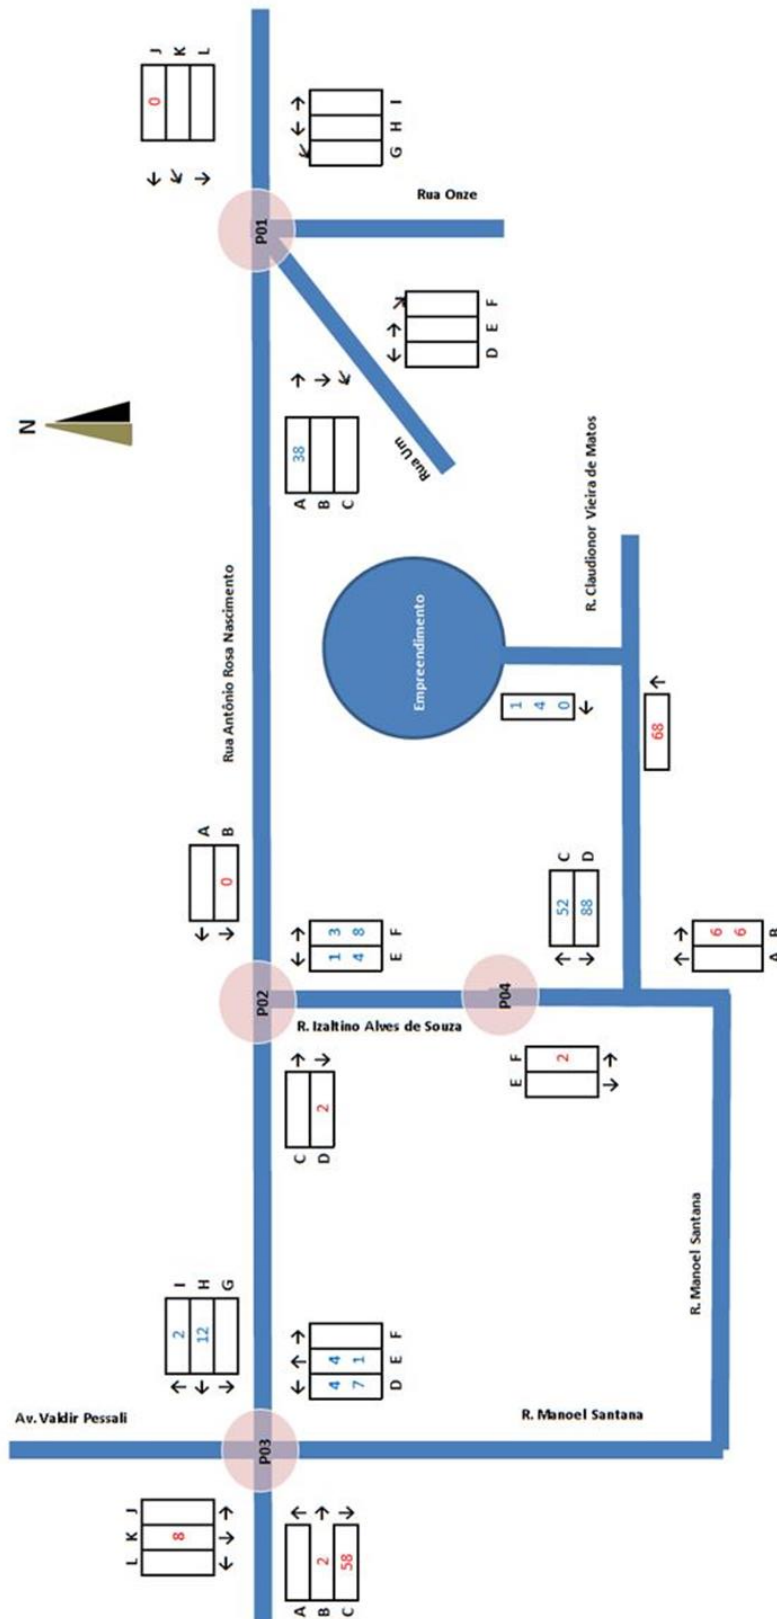 N
Av. Valdir Pessali
L K J
8
A
B 2
C 58
2 I
12 H
G
P03
4 4
7 1
D E F
R. Manoel Santana
R. Manoel Santana
Rua Antônio Rosa Nascimento
A
0 B
P02
C
D 2
1 3
4 8
E F
R. Izaltino Alves de Souza
P04
E F
2
52 C
88 D
6
6
A B
68
1
4
0
Empreendimento
R. Claudionor Vieira de Matos
0 J
K
L
P01
A 38
B
C
G H I
Rua Um
D E F
Rua Onze